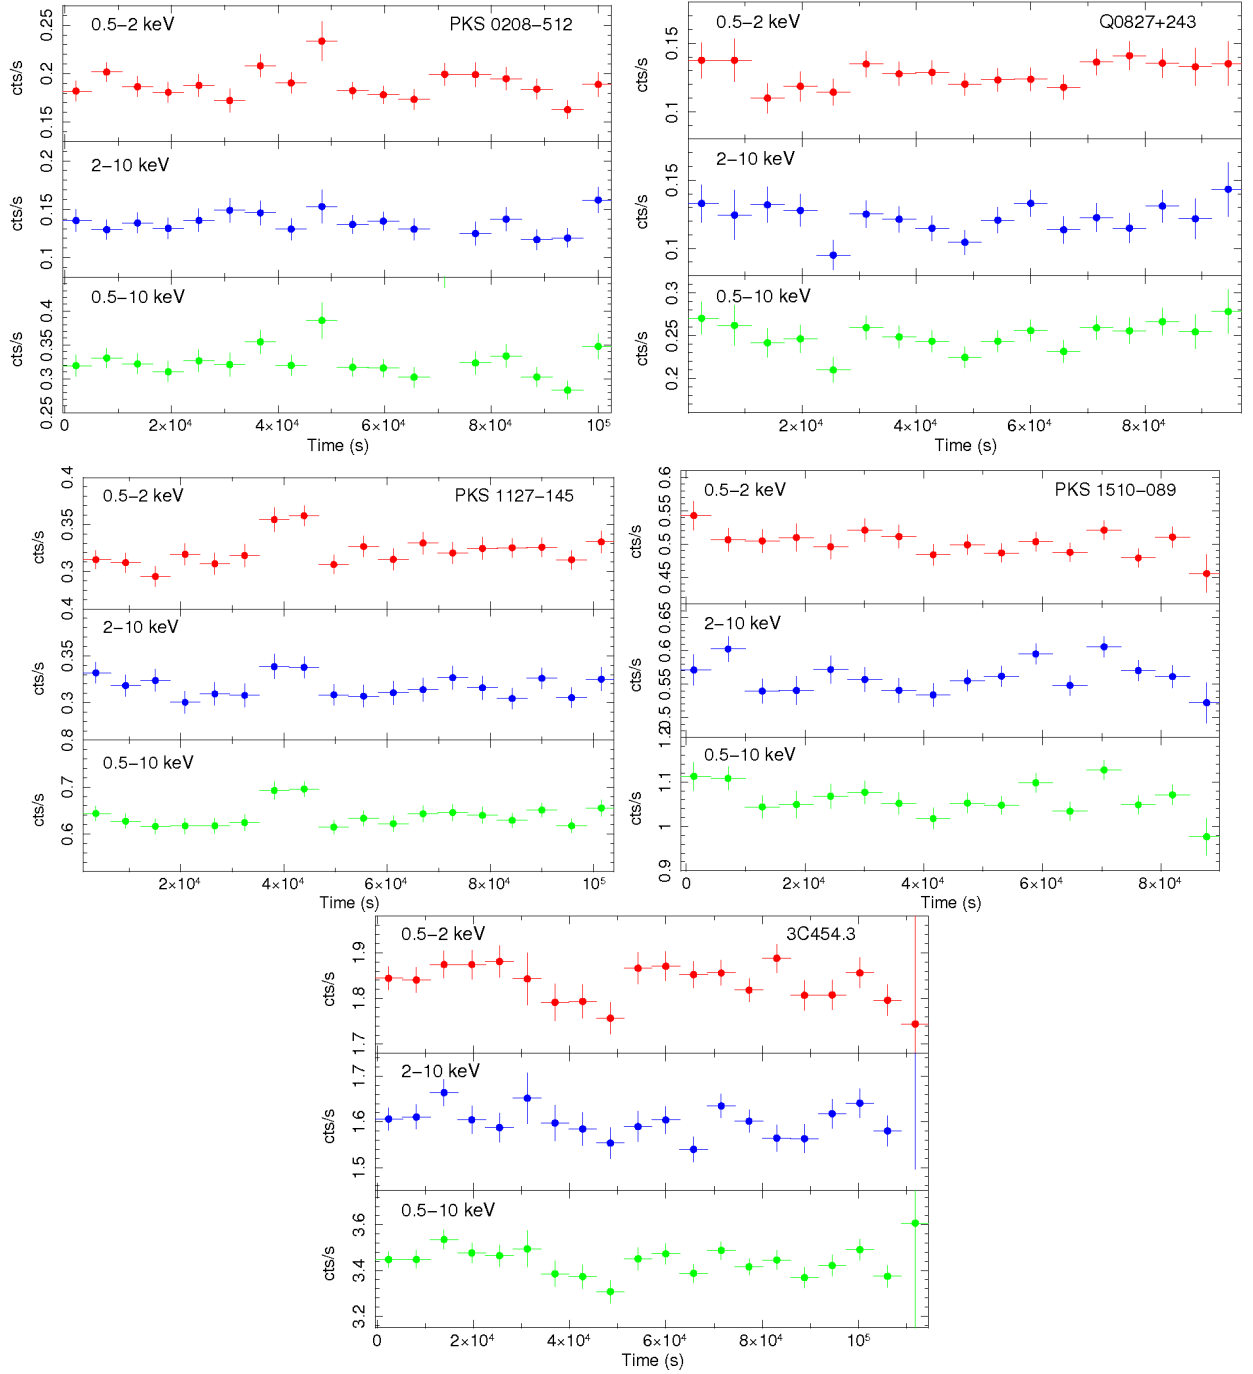 0.5−2 keV PKS 0208−512
cts/s
0.15 0.2 0.25
2−10 keV
cts/s
0.1 0.15 0.2
0.5−10 keV
cts/s
0.25 0.3 0.35 0.4
0 2×10⁴ 4×10⁴ 6×10⁴ 8×10⁴ 10⁵
Time (s)
0.5−2 keV Q0827+243
cts/s
0.1 0.15
2−10 keV
cts/s
0.1 0.15
0.5−10 keV
cts/s
0.2 0.25 0.3
2×10⁴ 4×10⁴ 6×10⁴ 8×10⁴
Time (s)
0.5−2 keV PKS 1127−145
cts/s
0.3 0.35 0.4
2−10 keV
cts/s
0.3 0.35 0.4
0.5−10 keV
cts/s
0.6 0.7 0.8
2×10⁴ 4×10⁴ 6×10⁴ 8×10⁴ 10⁵
Time (s)
0.5−2 keV PKS 1510−089
cts/s
0.45 0.5 0.55 0.6
2−10 keV
cts/s
0.5 0.55 0.6 0.65
0.5−10 keV
cts/s
0.9 1 1.1 1.2
0 2×10⁴ 4×10⁴ 6×10⁴ 8×10⁴
Time (s)
0.5−2 keV 3C454.3
cts/s
1.7 1.8 1.9
2−10 keV
cts/s
1.5 1.6 1.7
0.5−10 keV
cts/s
3.2 3.4 3.6
0 2×10⁴ 4×10⁴ 6×10⁴ 8×10⁴ 10⁵
Time (s)